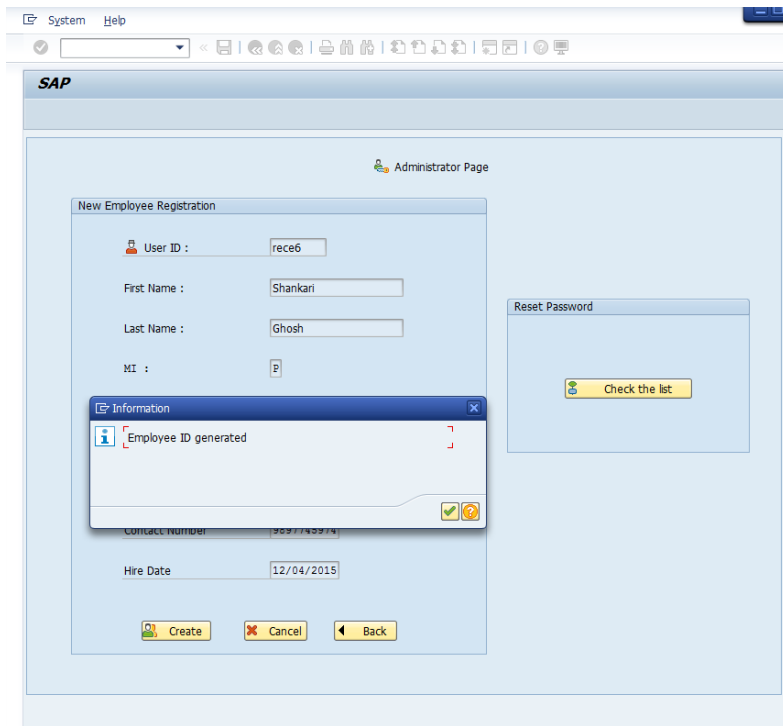 System Help
SAP
Administrator Page
New Employee Registration
User ID : rece6
First Name : Shankari
Last Name : Ghosh
MI : P
Reset Password
Check the list
Information
Employee ID generated
Contact Number 9897745974
Hire Date 12/04/2015
Create Cancel Back